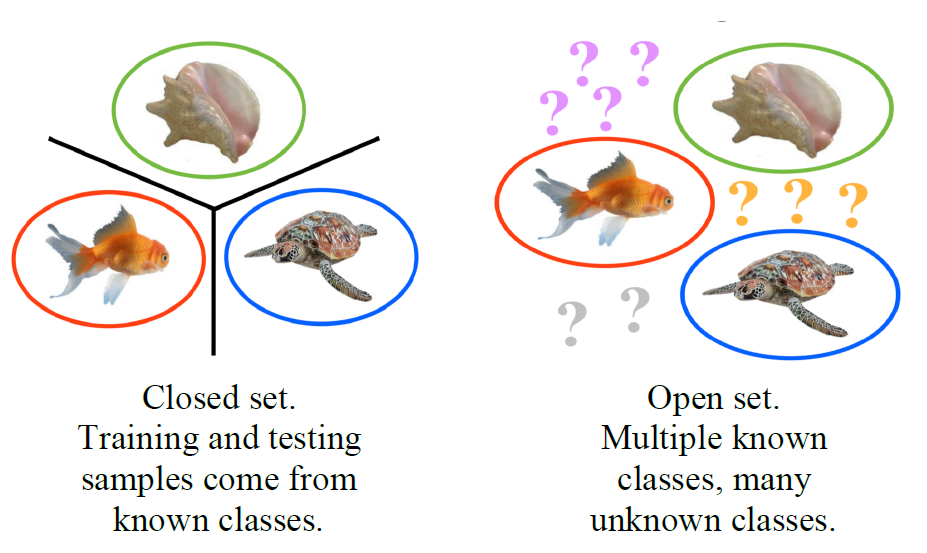 ? ?
? ?
? ? ?
? ?
Closed set.
Training and testing
samples come from
known classes.
Open set.
Multiple known
classes, many
unknown classes.